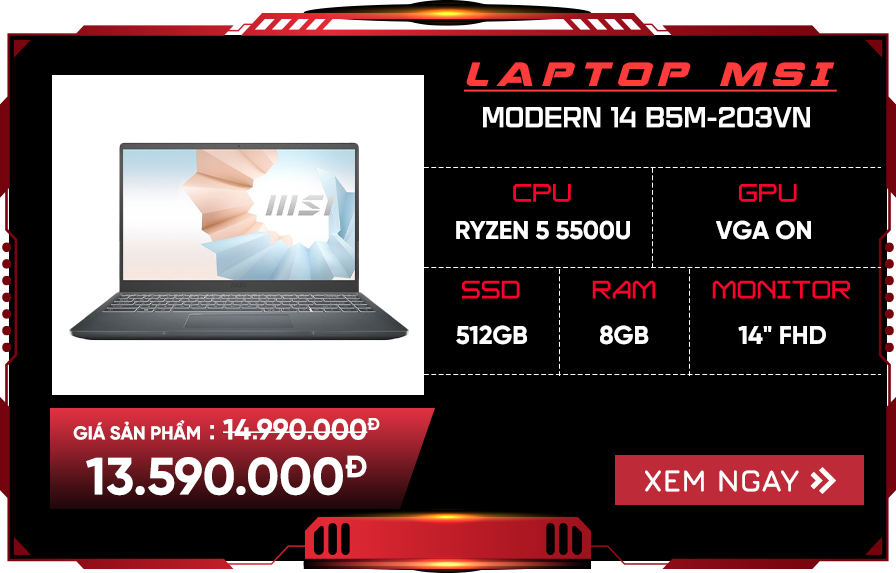 LAPTOP MSI
MODERN 14 B5M-203VN
msi
CPU
GPU
RYZEN 5 5500U
VGA ON
SSD
RAM
MONITOR
512GB
8GB
14" FHD
GIÁ SẢN PHẨM : 14.990.000Đ
13.590.000Đ
XEM NGAY